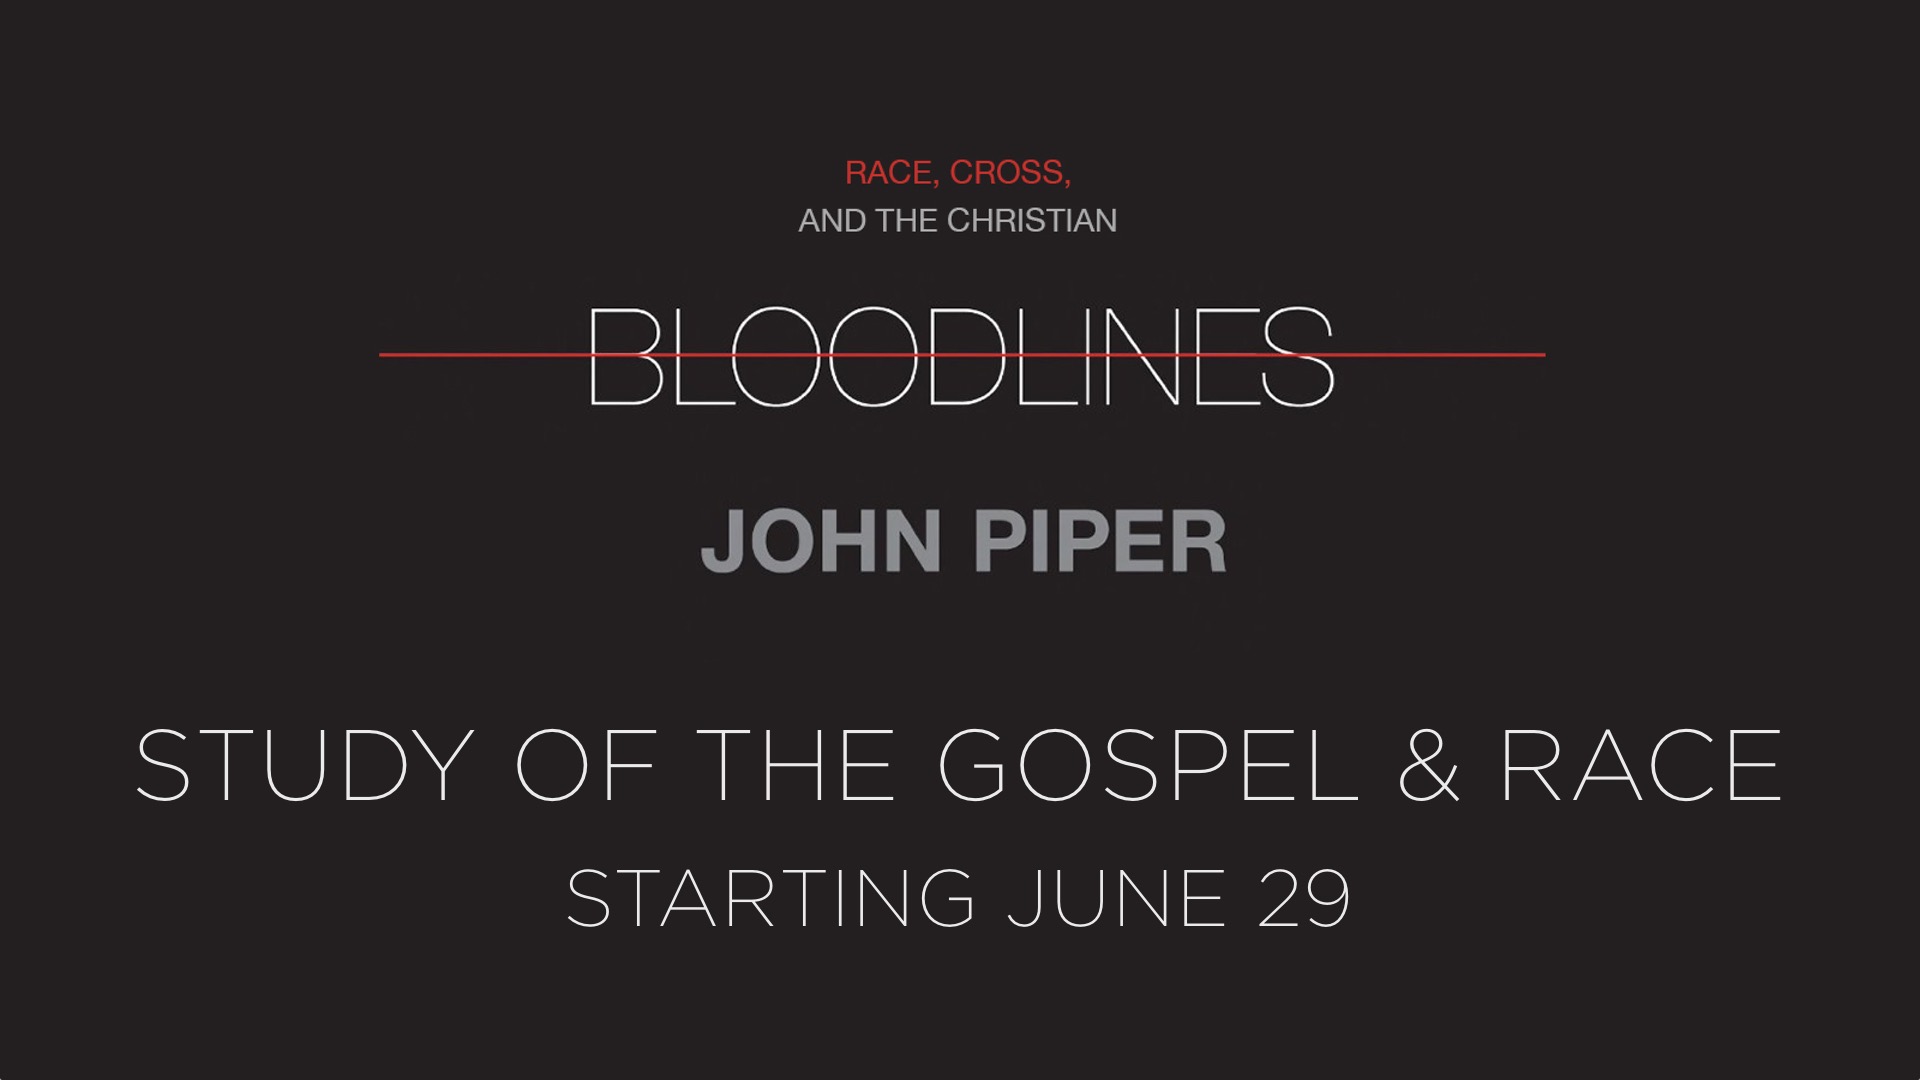 RACE, CROSS,
AND THE CHRISTIAN
BLOODLINES
JOHN PIPER
STUDY OF THE GOSPEL & RACE
STARTING JUNE 29